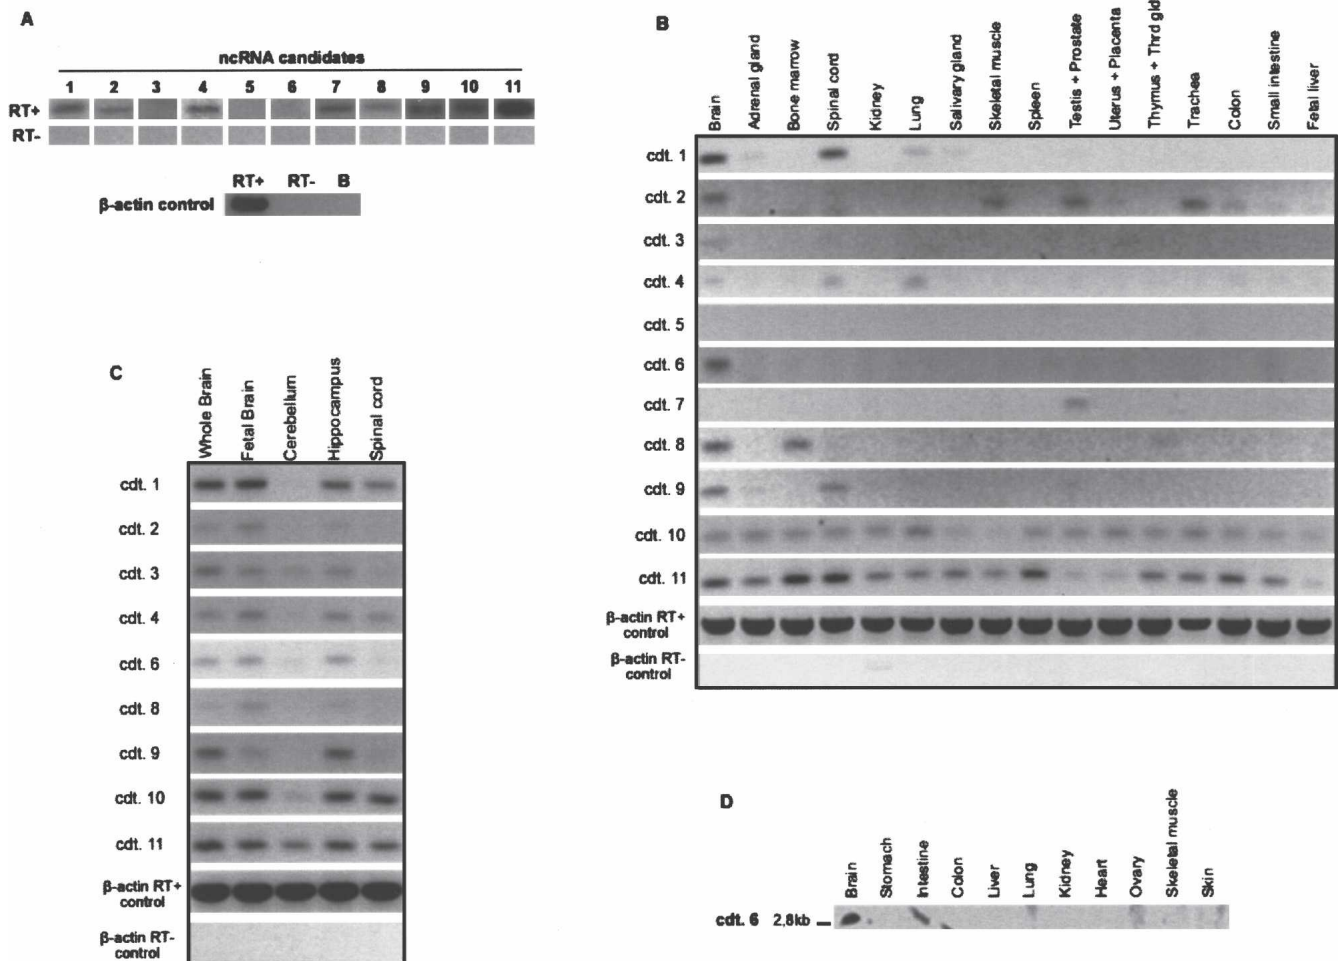 A
ncRNA candidates
1 2 3 4 5 6 7 8 9 10 11
RT+
RT-
RT+ RT- B
β-actin control
B
Brain
Adrenal gland
Bone marrow
Spinal cord
Kidney
Lung
Salivary gland
Skeletal muscle
Spleen
Testis + Prostate
Uterus + Placenta
Thymus + Thrd gld
Trachea
Colon
Small intestine
Fetal liver
cdt. 1
cdt. 2
cdt. 3
cdt. 4
cdt. 5
cdt. 6
cdt. 7
cdt. 8
cdt. 9
cdt. 10
cdt. 11
β-actin RT+
control
β-actin RT-
control
C
Whole Brain
Fetal Brain
Cerebellum
Hippocampus
Spinal cord
cdt. 1
cdt. 2
cdt. 3
cdt. 4
cdt. 6
cdt. 8
cdt. 9
cdt. 10
cdt. 11
β-actin RT+
control
β-actin RT-
control
D
Brain
Stomach
Intestine
Colon
Liver
Lung
Kidney
Heart
Ovary
Skeletal muscle
Skin
cdt. 6 2,8kb